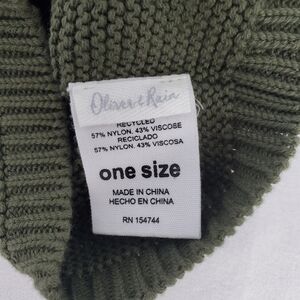 Oliver & Rain
RECYCLED
57% NYLON, 43% VISCOSE
RECICLADO
57% NYLON, 43% VISCOSA
one size
MADE IN CHINA
HECHO EN CHINA
RN 154744